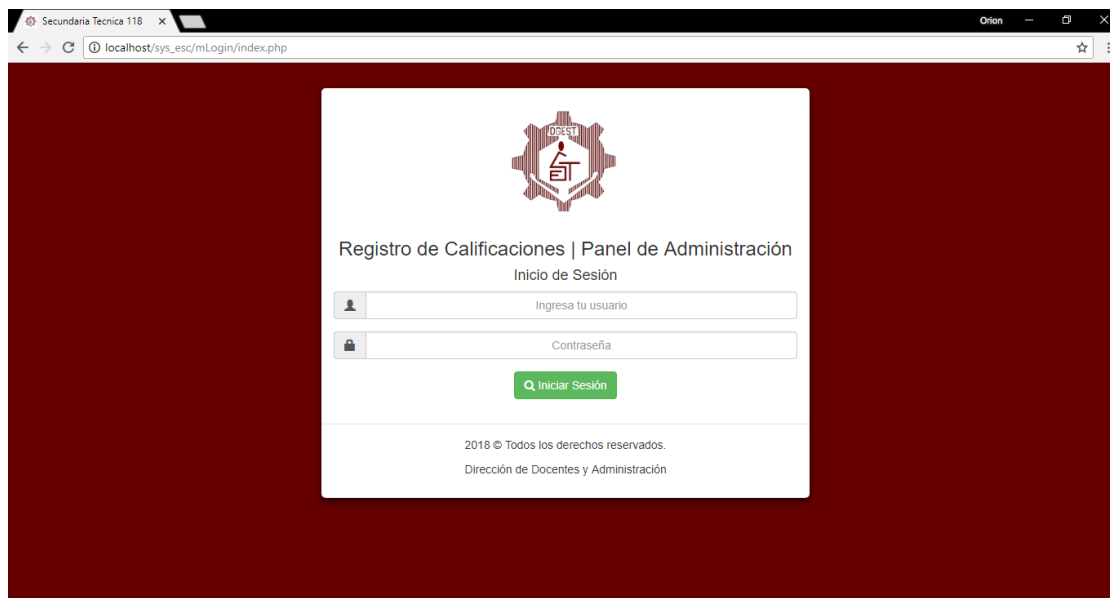 Secundaria Tecnica 118
Orion
localhost/sys_esc/mLogin/index.php
DGEST
Registro de Calificaciones | Panel de Administración
Inicio de Sesión
Ingresa tu usuario
Contraseña
Iniciar Sesión
2018 © Todos los derechos reservados.
Dirección de Docentes y Administración